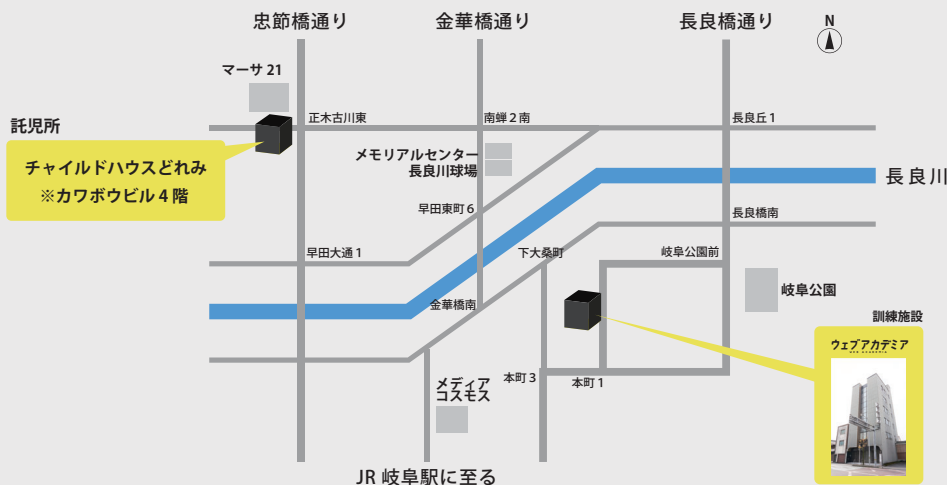 忠節橋通り
金華橋通り
長良橋通り
N
マーサ 21
託児所
正木古川東
南蝉 2 南
長良丘 1
チャイルドハウスどれみ
※カワボウビル 4 階
メモリアルセンター
長良川球場
長良川
早田東町 6
長良橋南
早田大通 1
下大桑町
岐阜公園前
岐阜公園
金華橋南
訓練施設
ウェブアカデミア
WEB ACADEMIA
メディア
コスモス
本町 3
本町 1
JR 岐阜駅に至る